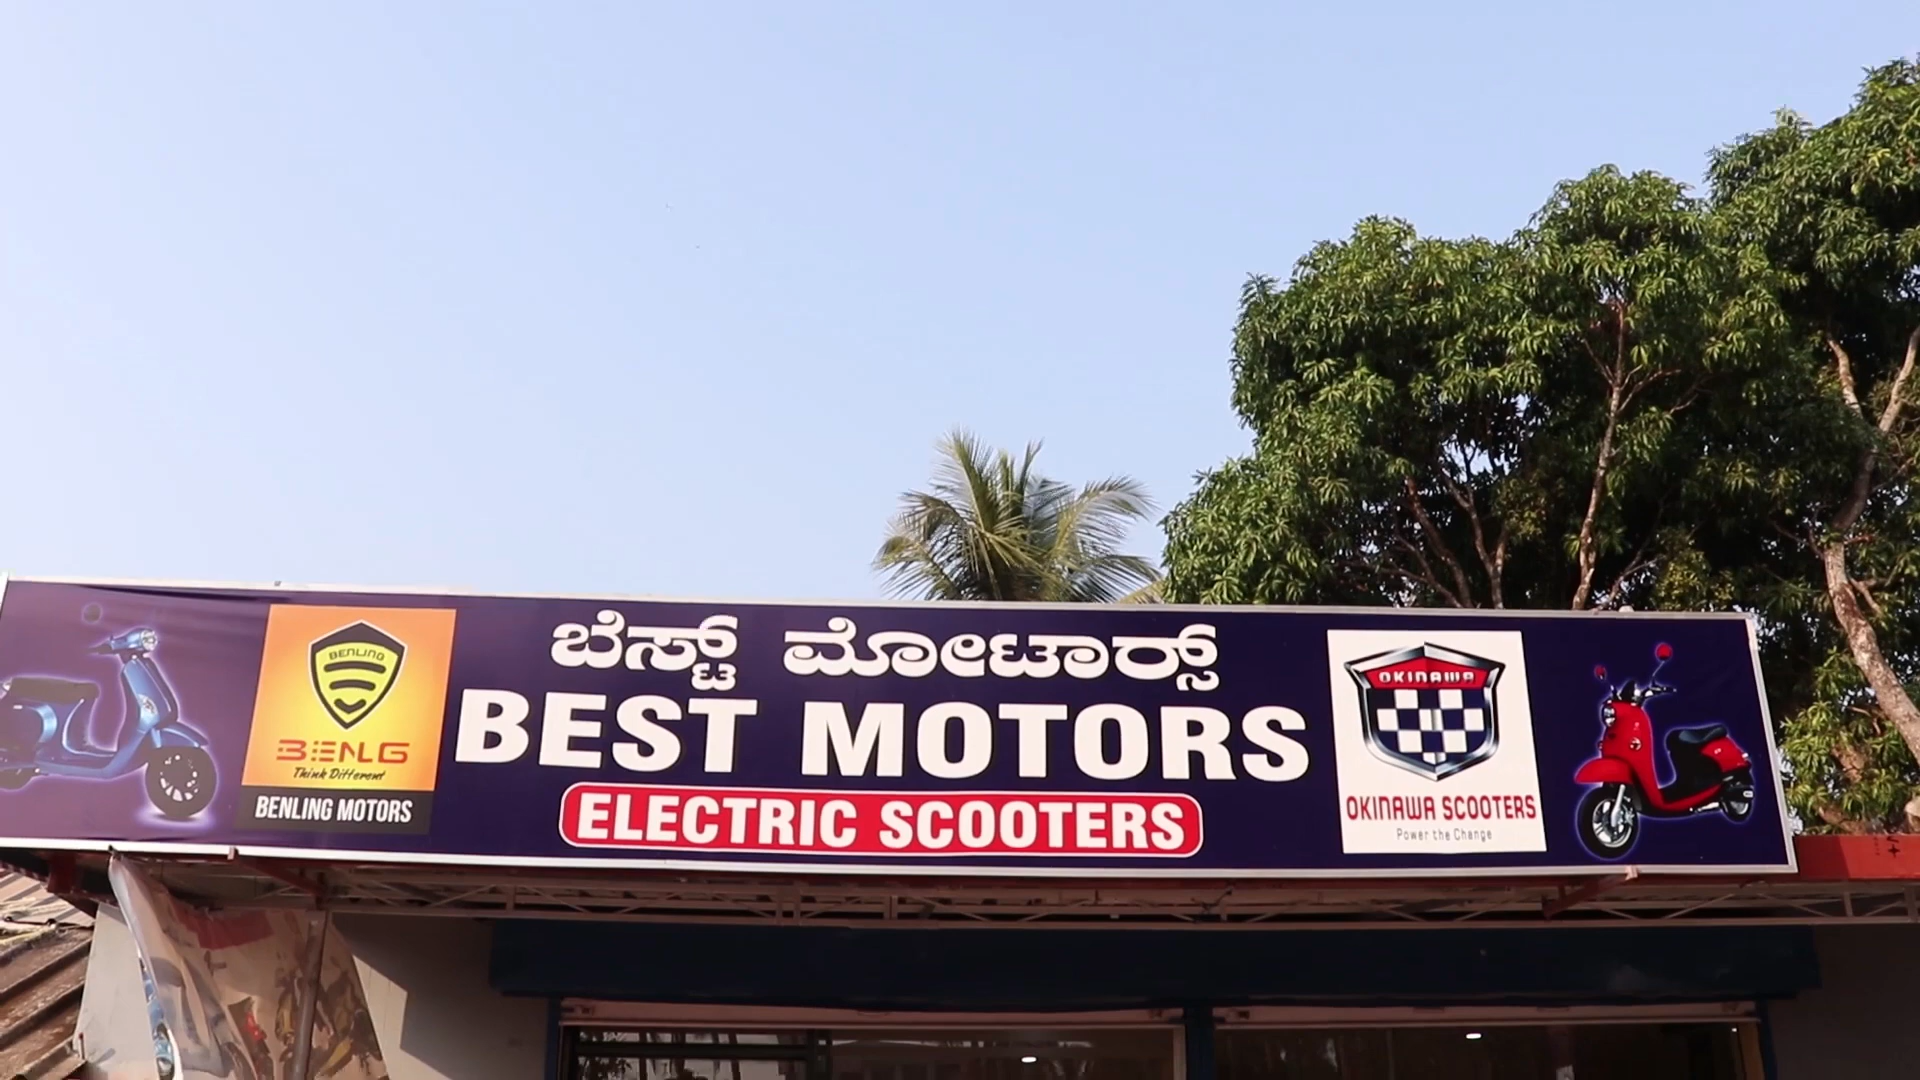 ಬೆಸ್ಟ್ ಮೋಟಾರ್ಸ್
BEST MOTORS
ELECTRIC SCOOTERS
BENLING
BENLG
Think Different
BENLING MOTORS
OKINAWA
OKINAWA SCOOTERS
Power the Change